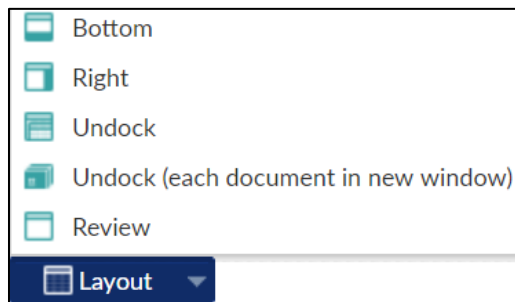 Bottom
Right
Undock
Undock (each document in new window)
Review
Layout